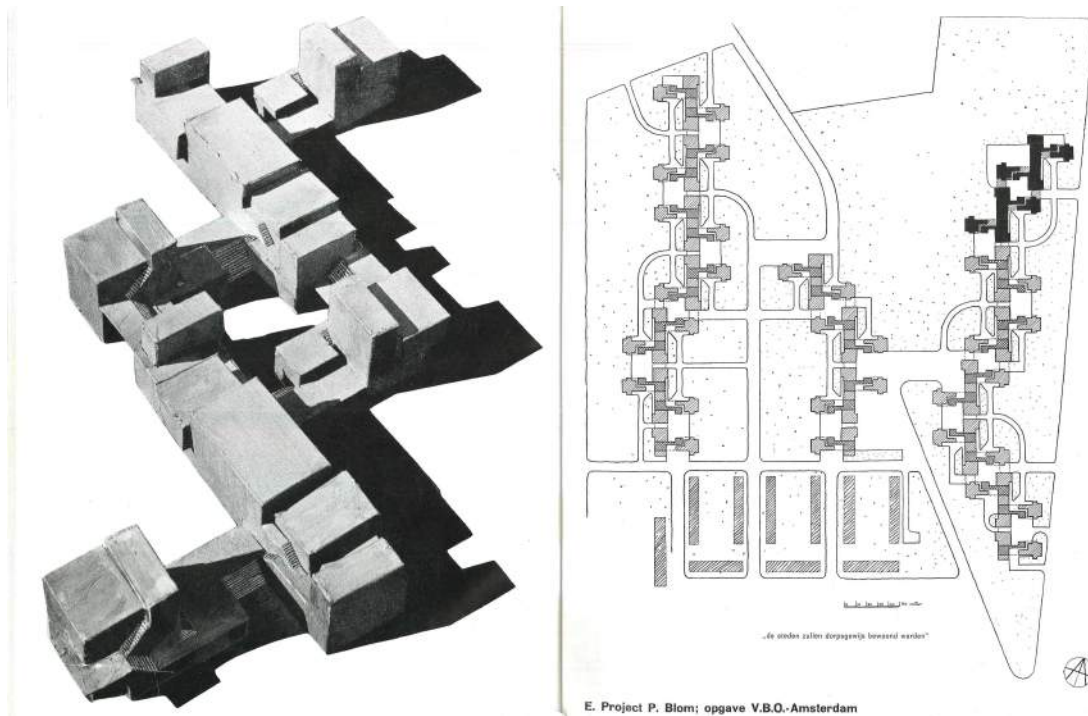 „de steden zullen dorpsgewijs bewoond worden"
E. Project P. Blom; opgave V.B.O.-Amsterdam